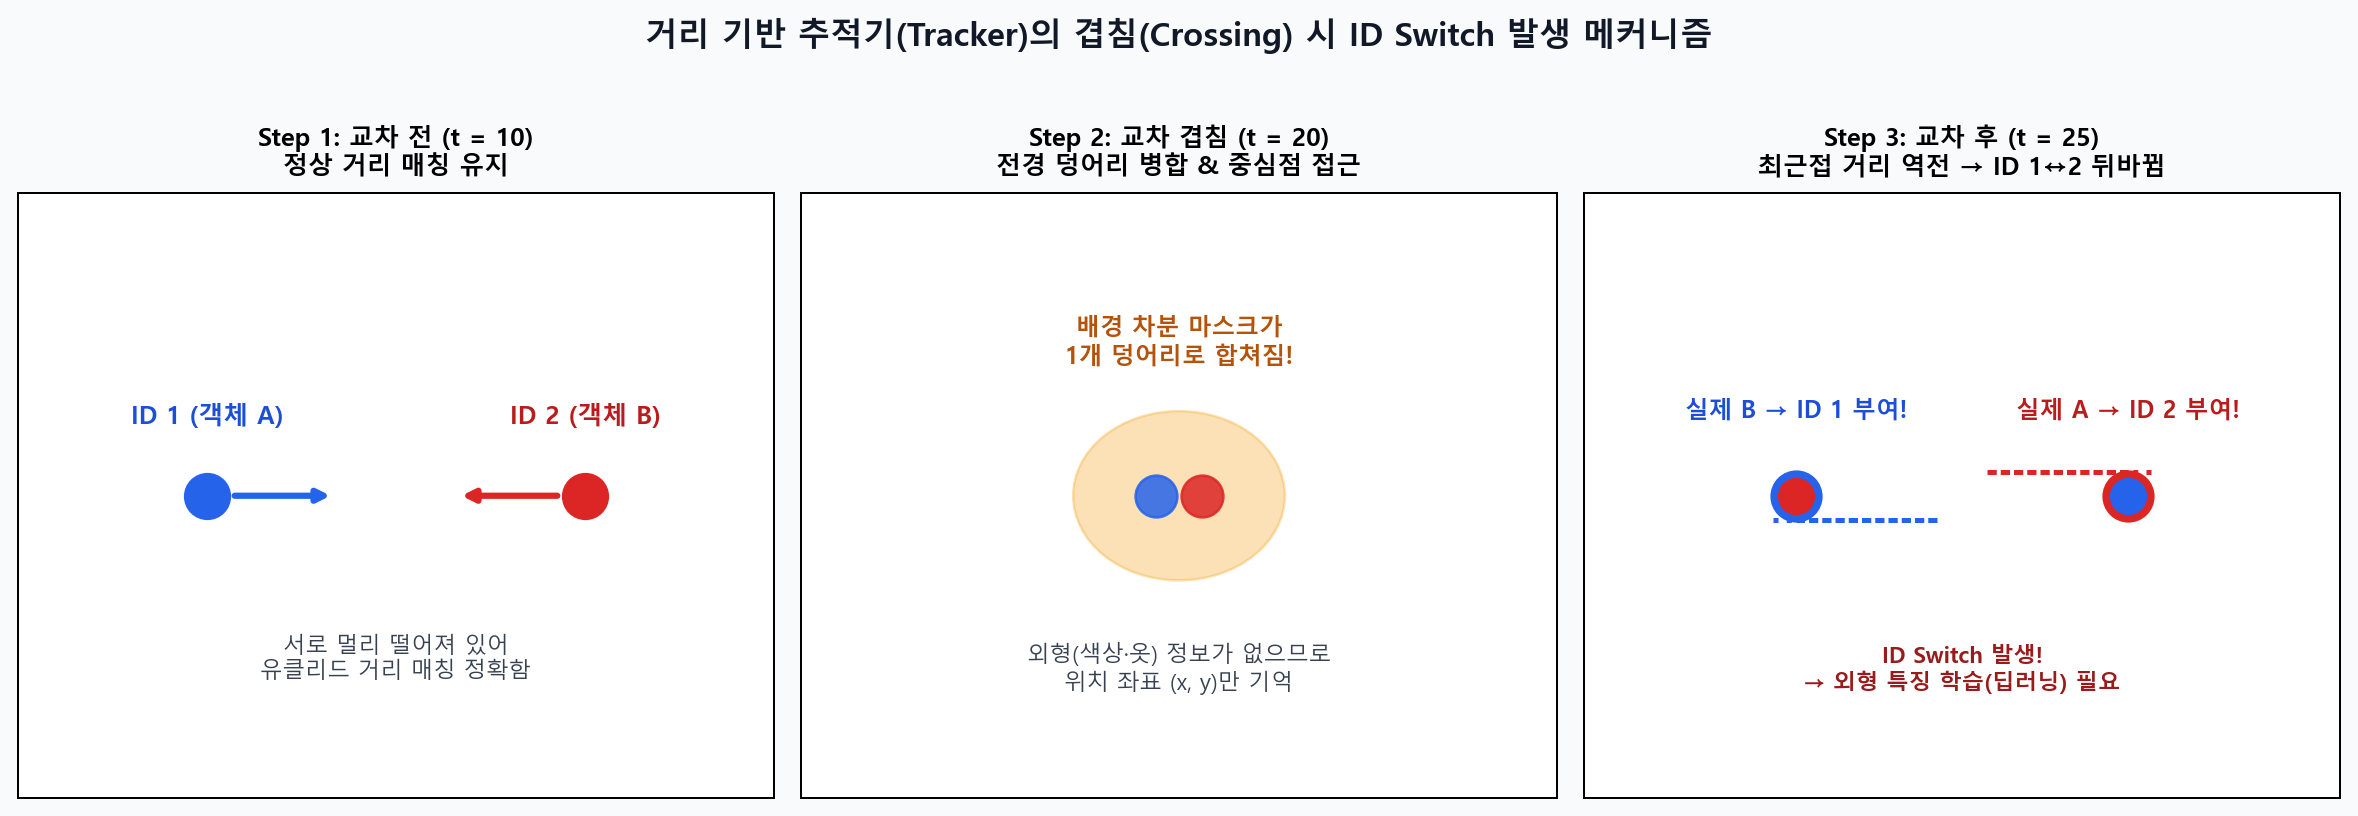 거리 기반 추적기(Tracker)의 겹침(Crossing) 시 ID Switch 발생 메커니즘
Step 1: 교차 전 (t = 10)
정상 거리 매칭 유지
ID 1 (객체 A)
ID 2 (객체 B)
서로 멀리 떨어져 있어
유클리드 거리 매칭 정확함
Step 2: 교차 겹침 (t = 20)
전경 덩어리 병합 & 중심점 접근
배경 차분 마스크가
1개 덩어리로 합쳐짐!
외형(색상·옷) 정보가 없으므로
위치 좌표 (x, y)만 기억
Step 3: 교차 후 (t = 25)
최근접 거리 역전 → ID 1↔2 뒤바뀜
실제 B → ID 1 부여!
실제 A → ID 2 부여!
ID Switch 발생!
→ 외형 특징 학습(딥러닝) 필요